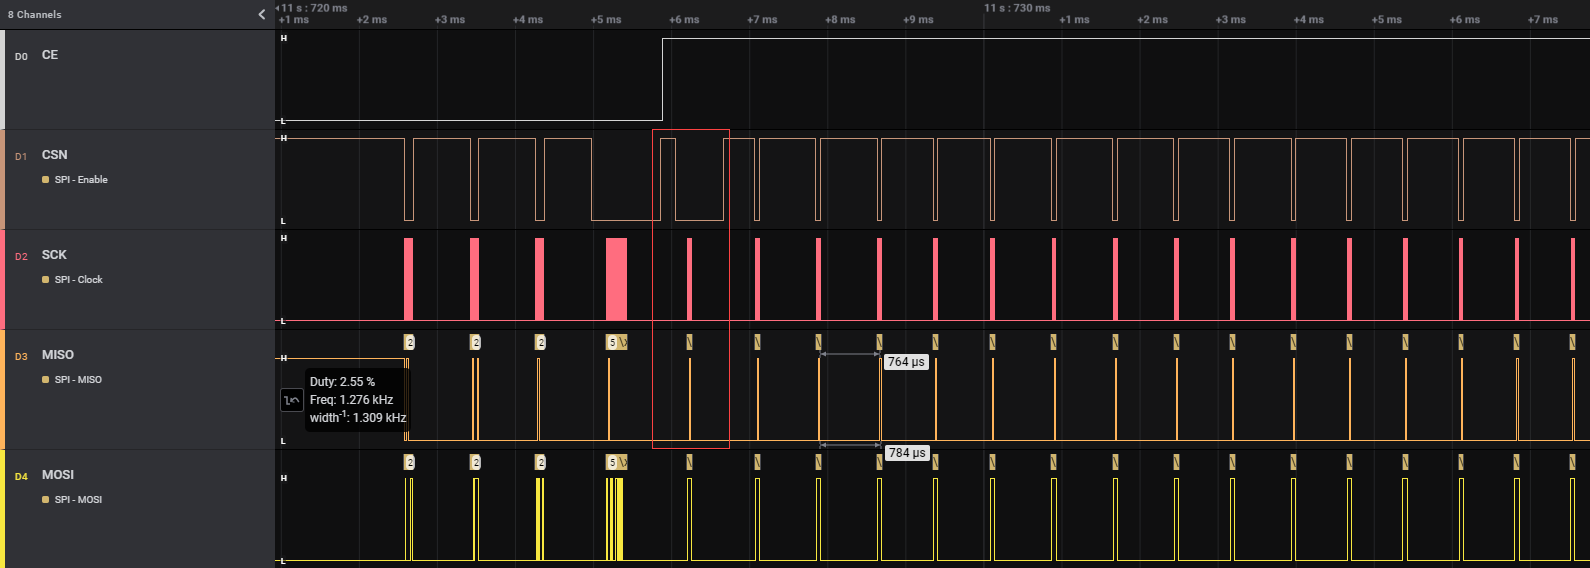 8 Channels
11 s : 720 ms
11 s : 730 ms
+1 ms +2 ms +3 ms +4 ms +5 ms +6 ms +7 ms +8 ms +9 ms +1 ms +2 ms +3 ms +4 ms +5 ms +6 ms +7 ms
D0 CE
H
L
D1 CSN
SPI - Enable
H
L
D2 SCK
SPI - Clock
H
L
D3 MISO
SPI - MISO
2 2 2 5 \x \ \ \ \ \ \ \ \ \ \ \ \ \ \ \ \
H
L
764 µs
Duty: 2.55 %
Freq: 1.276 kHz
width-1: 1.309 kHz
784 µs
D4 MOSI
SPI - MOSI
2 2 2 5 \x \ \ \ \ \ \ \ \ \ \ \ \ \ \ \ \
H
L